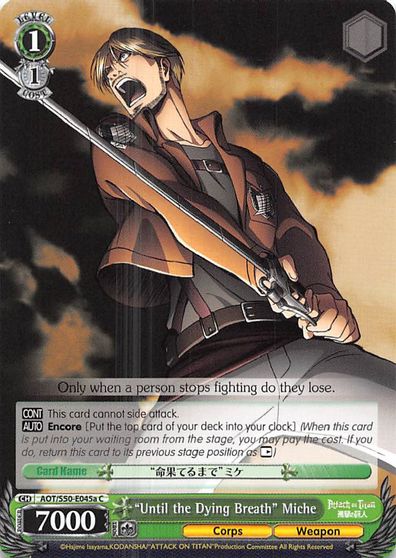 LEVEL
1
1
COST
Only when a person stops fighting do they lose.
CONT This card cannot side attack.
AUTO Encore [Put the top card of your deck into your clock] (When this card is
put into your waiting room from the stage, you may pay the cost. If you
do, return this card to its previous stage position as )
Card Name “命果てるまで”ミケ
CH AOT/S50-E045a C
“Until the Dying Breath” Miche
Attack on Titan
進撃の巨人
POWER
7000
SOUL
Corps
Weapon
©Hajime Isayama,KODANSHA/"ATTACK ON TITAN"Production Committee. All Rights Reserved.